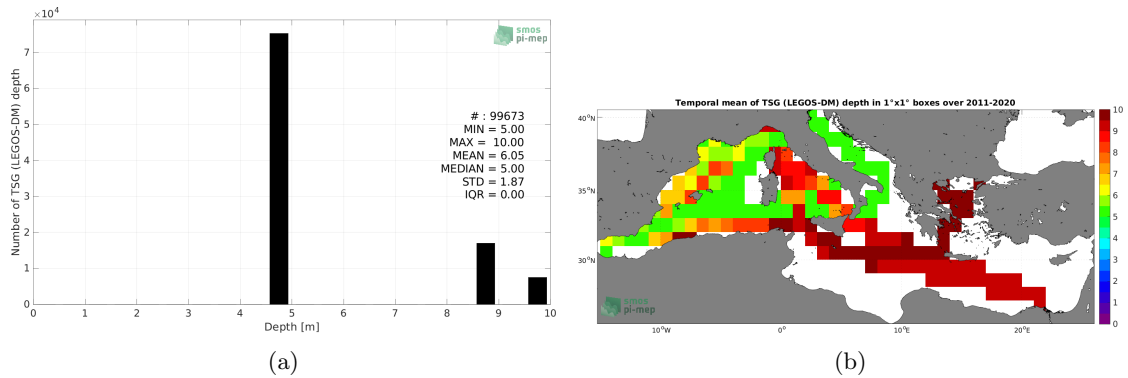 ×10⁴
smos
pi-mep
Number of TSG (LEGOS-DM) depth
7
6
5
4
3
2
1
0
# : 99673
MIN = 5.00
MAX = 10.00
MEAN = 6.05
MEDIAN = 5.00
STD = 1.87
IQR = 0.00
0 1 2 3 4 5 6 7 8 9 10
Depth [m]
(a)
Temporal mean of TSG (LEGOS-DM) depth in 1°x1° boxes over 2011-2020
40°N
35°N
30°N
10°W 0° 10°E 20°E
smos
pi-mep
10
9
8
7
6
5
4
3
2
1
0
(b)